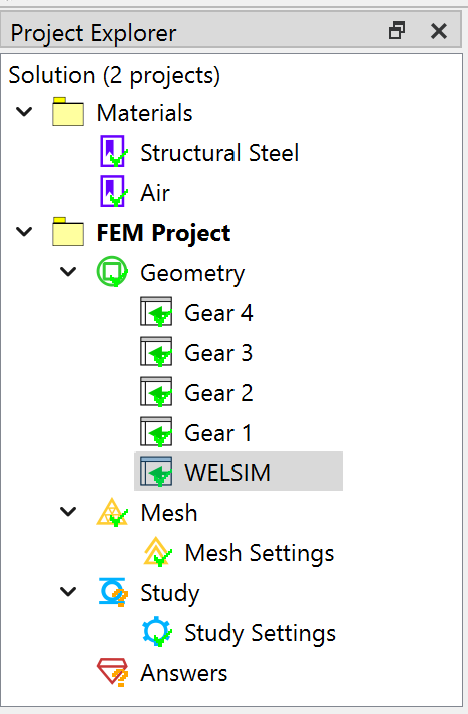 Project Explorer
Solution (2 projects)
Materials
Structural Steel
Air
FEM Project
Geometry
Gear 4
Gear 3
Gear 2
Gear 1
WELSIM
Mesh
Mesh Settings
Study
Study Settings
Answers